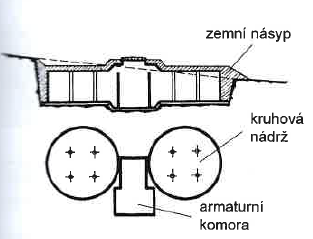 zemní násyp
kruhová
nádrž
armaturní
komora